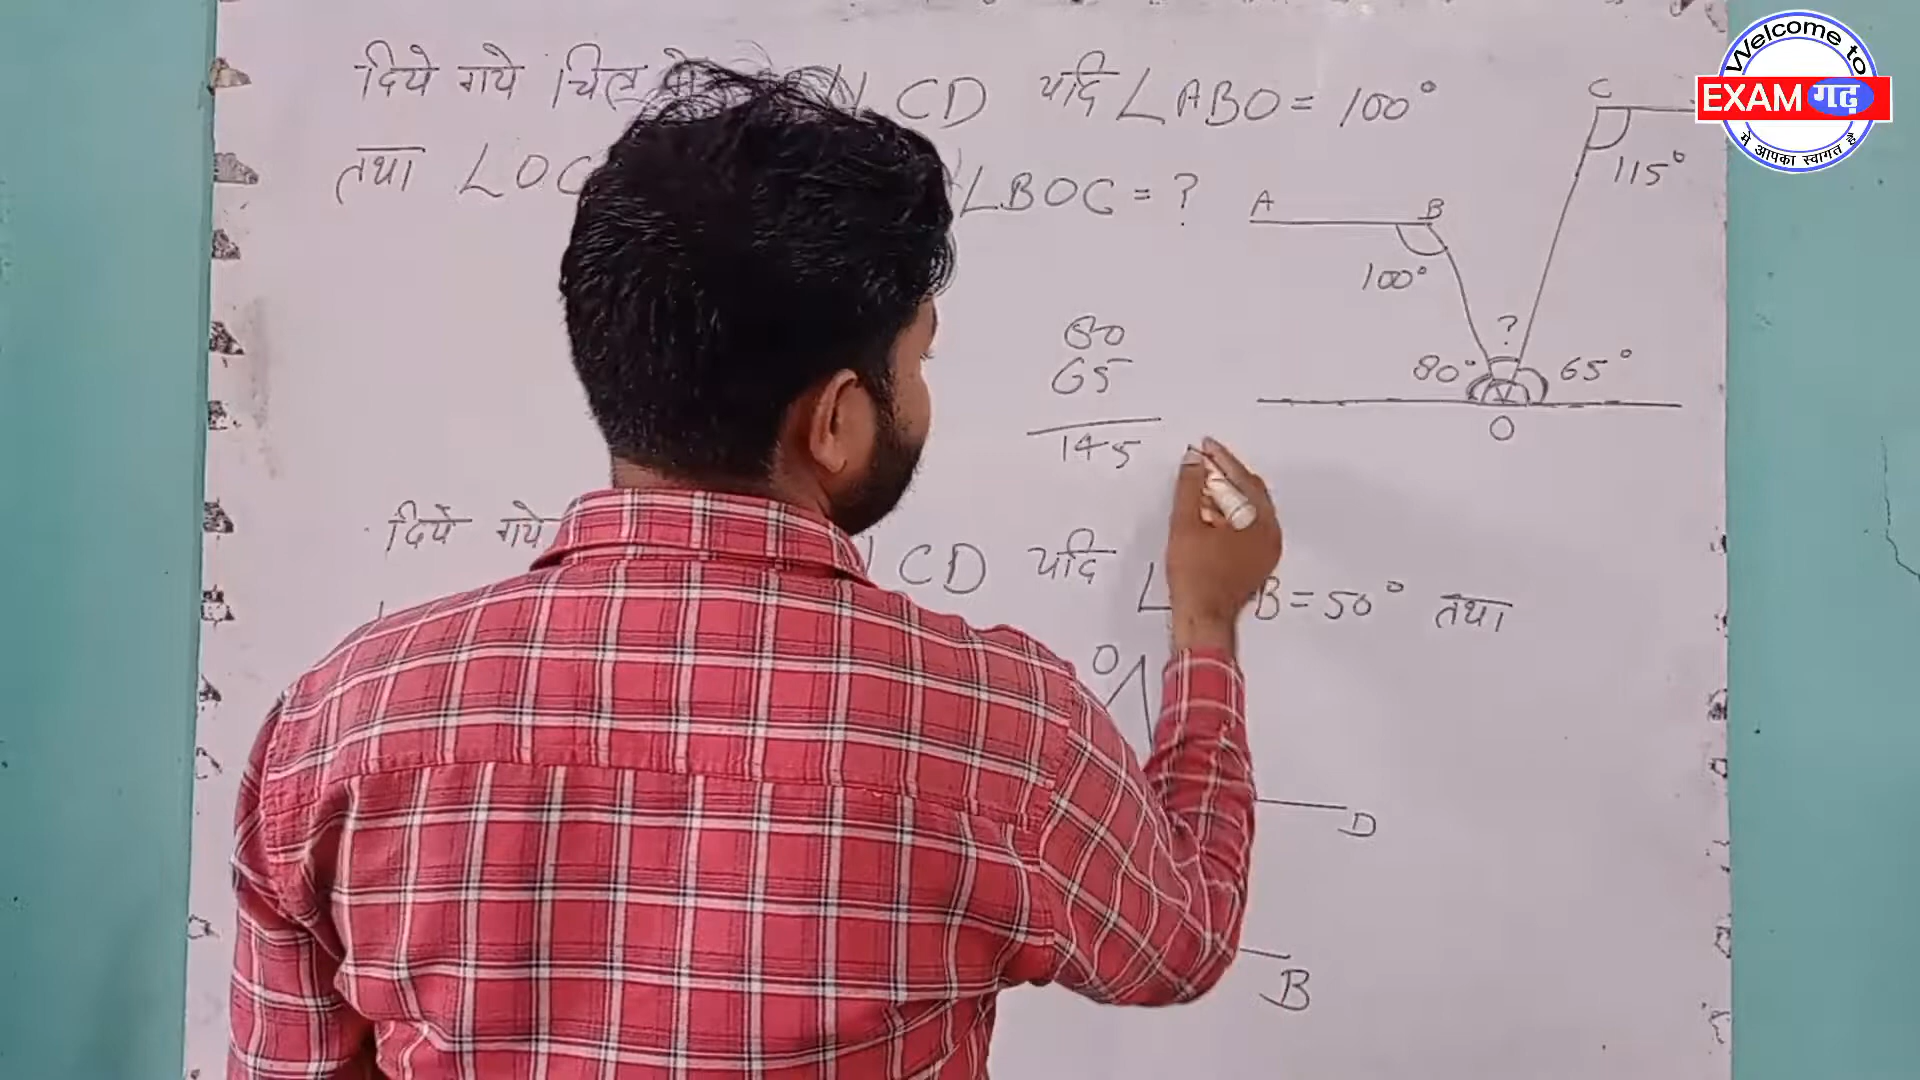 दिये गये चित्र CD यदि ∠ABO = 100°
तथा ∠OC ∠BOC = ?
C
115°
A B
100°
?
80° 65°
O
80
65
145
दिये गये CD यदि ∠ B = 50° तथा
O
D
B
Welcome to
EXAM गढ़
में आपका स्वागत है